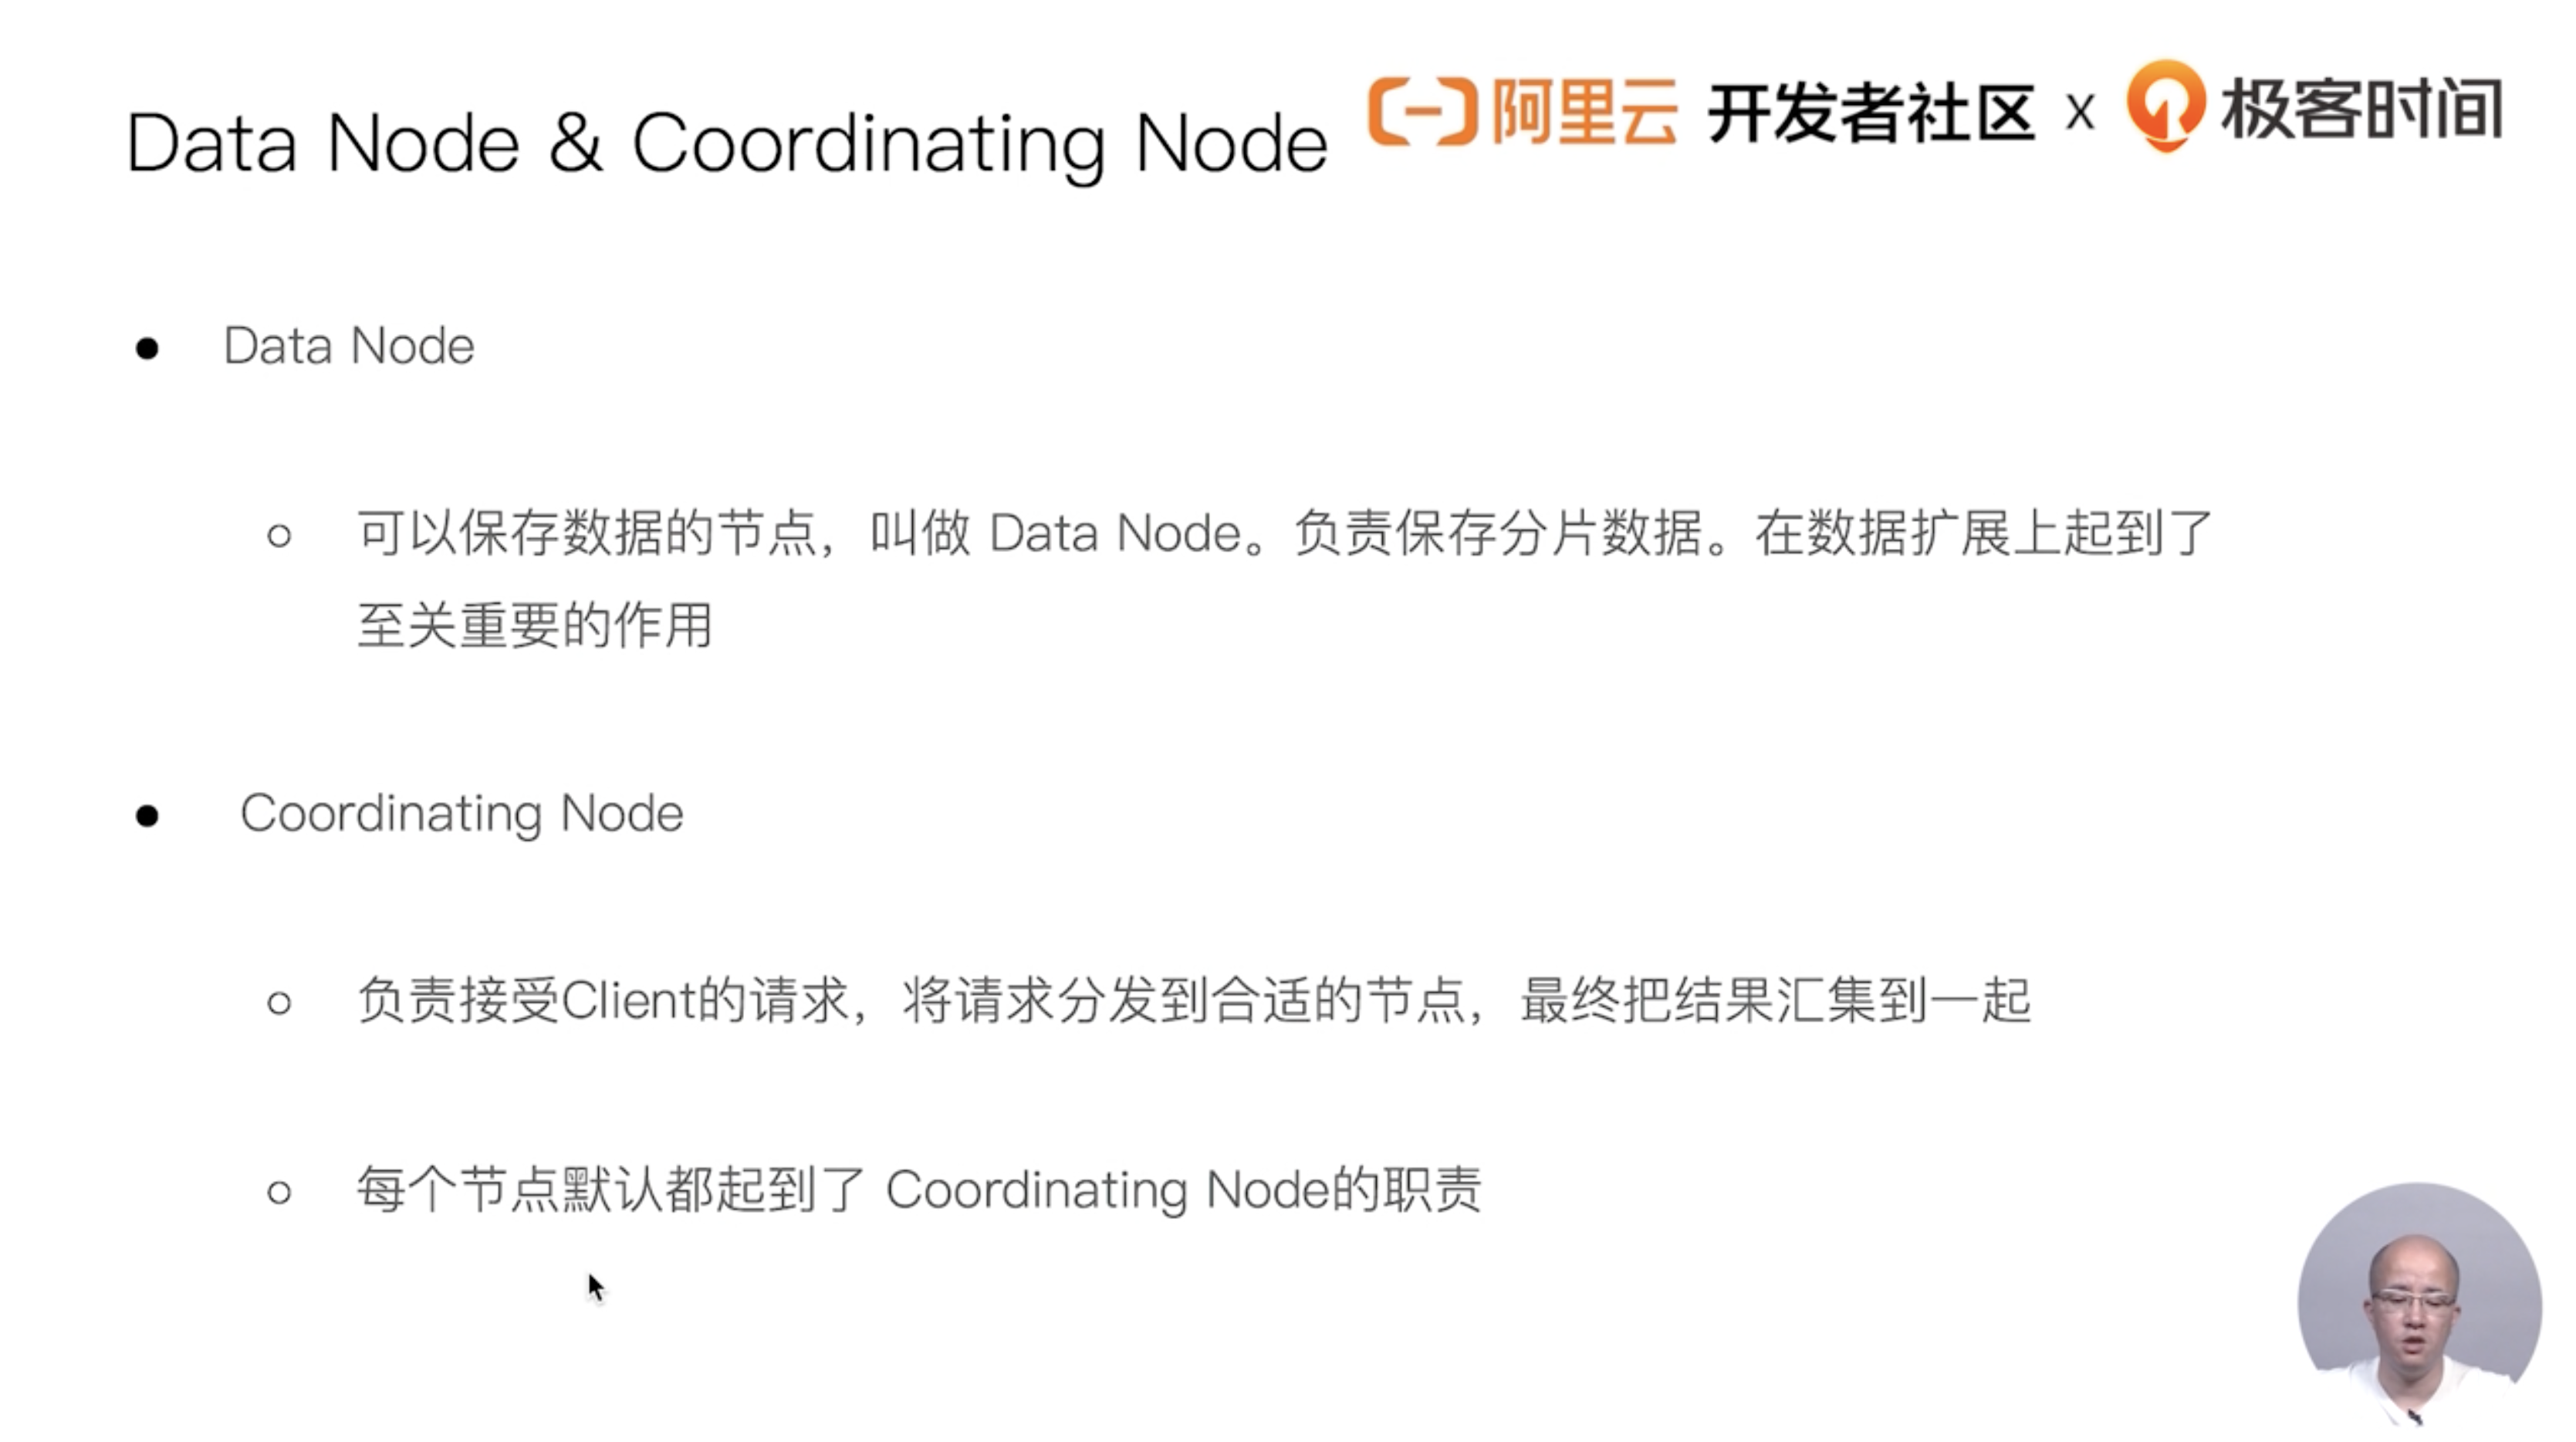 Data Node & Coordinating Node
阿里云 开发者社区 x 极客时间
Data Node
可以保存数据的节点，叫做 Data Node。负责保存分片数据。在数据扩展上起到了
至关重要的作用
Coordinating Node
负责接受Client的请求，将请求分发到合适的节点，最终把结果汇集到一起
每个节点默认都起到了 Coordinating Node的职责